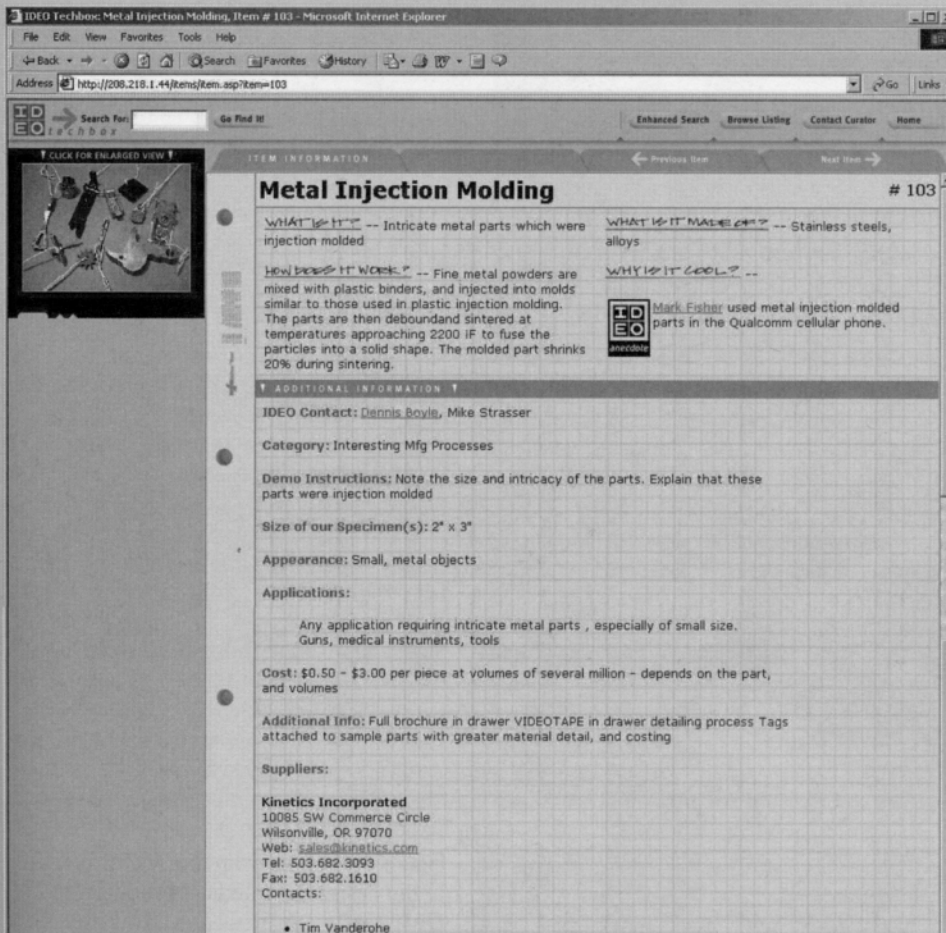 IDEO Techbox: Metal Injection Molding, Item # 103 - Microsoft Internet Explorer
File Edit View Favorites Tools Help
Back Search Favorites History
Address http://208.218.1.44/items/item.asp?item=103 Go Links
IDEO techbox Search For: Go Find It! Enhanced Search Browse Listing Contact Curator Home
CLICK FOR ENLARGED VIEW
ITEM INFORMATION Previous Item Next Item
Metal Injection Molding # 103
WHAT IS IT? -- Intricate metal parts which were
injection molded
HOW DOES IT WORK? -- Fine metal powders are
mixed with plastic binders, and injected into molds
similar to those used in plastic injection molding.
The parts are then deboundand sintered at
temperatures approaching 2200 iF to fuse the
particles into a solid shape. The molded part shrinks
20% during sintering.
WHAT IS IT MADE OF? -- Stainless steels,
alloys
WHY IS IT COOL? --
IDEO anecdote
Mark Fisher used metal injection molded
parts in the Qualcomm cellular phone.
ADDITIONAL INFORMATION
IDEO Contact: Dennis Boyle, Mike Strasser
Category: Interesting Mfg Processes
Demo Instructions: Note the size and intricacy of the parts. Explain that these
parts were injection molded
Size of our Specimen(s): 2" x 3"
Appearance: Small, metal objects
Applications:
Any application requiring intricate metal parts , especially of small size.
Guns, medical instruments, tools
Cost: $0.50 - $3.00 per piece at volumes of several million - depends on the part,
and volumes
Additional Info: Full brochure in drawer VIDEOTAPE in drawer detailing process Tags
attached to sample parts with greater material detail, and costing
Suppliers:
Kinetics Incorporated
10085 SW Commerce Circle
Wilsonville, OR 97070
Web: sales@kinetics.com
Tel: 503.682.3093
Fax: 503.682.1610
Contacts:
• Tim Vanderohe